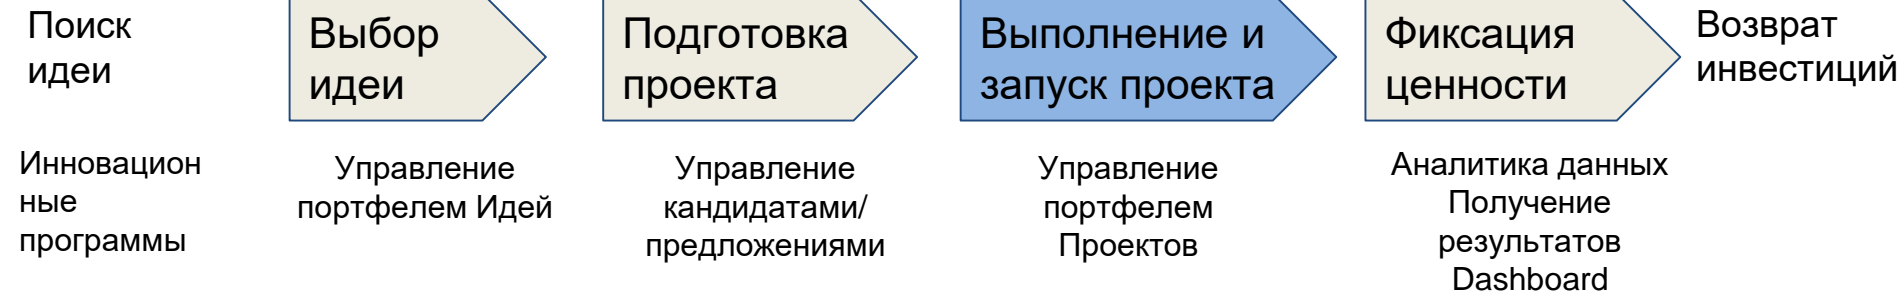 Поиск
идеи
Выбор
идеи
Подготовка
проекта
Выполнение и
запуск проекта
Фиксация
ценности
Возврат
инвестиций
Инновацион
ные
программы
Управление
портфелем Идей
Управление
кандидатами/
предложениями
Управление
портфелем
Проектов
Аналитика данных
Получение
результатов
Dashboard